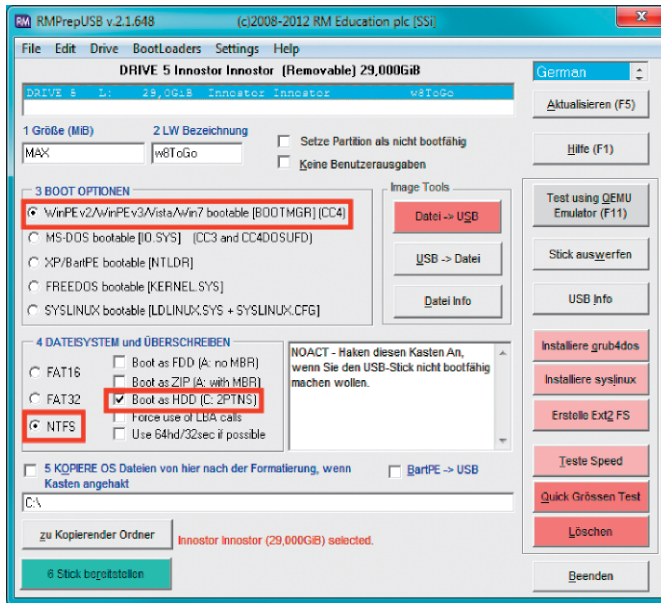 RMPrepUSB v.2.1.648 (c)2008-2012 RM Education plc [SSi]
File Edit Drive BootLoaders Settings Help
DRIVE 5 Innostor Innostor (Removable) 29,000GiB
German
DRIVE 5 L: 29,0GiB Innostor Innostor w8ToGo
Aktualisieren (F5)
1 Größe (MiB) 2 LW Bezeichnung
MAX w8ToGo
Setze Partition als nicht bootfähig
Keine Benutzerausgaben
Hilfe (F1)
3 BOOT OPTIONEN
WinPEv2/WinPEv3/Vista/Win7 bootable [BOOTMGR] (CC4)
MS-DOS bootable [IO.SYS] (CC3 and CC4DOSUFD)
XP/BartPE bootable [NTLDR]
FREEDOS bootable [KERNEL.SYS]
SYSLINUX bootable [LDLINUX.SYS + SYSLINUX.CFG]
Image Tools
Datei -> USB
USB -> Datei
Datei Info
Test using QEMU
Emulator (F11)
Stick auswerfen
USB Info
4 DATEISYSTEM und ÜBERSCHREIBEN
FAT16
FAT32
NTFS
Boot as FDD (A: no MBR)
Boot as ZIP (A: with MBR)
Boot as HDD (C: 2PTNS)
Force use of LBA calls
Use 64hd/32sec if possible
NOACT - Haken diesen Kasten An,
wenn Sie den USB-Stick nicht bootfähig
machen wollen.
Installiere grub4dos
Installiere syslinux
Erstelle Ext2 FS
Teste Speed
Quick Grössen Test
Löschen
5 KOPIERE OS Dateien von hier nach der Formatierung, wenn
Kasten angehakt
BartPE -> USB
C:\
zu Kopierender Ordner
Innostor Innostor (29,000GiB) selected.
6 Stick bereitstellen
Beenden